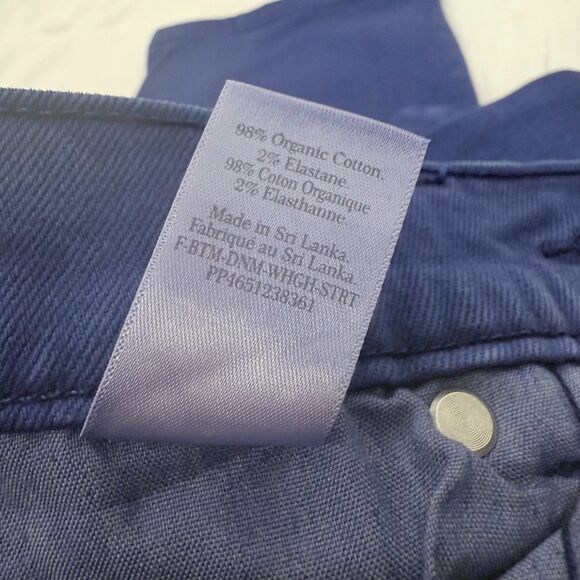 98% Organic Cotton.
2% Elastane.
98% Coton Organique
2% Elasthanne.
Made in Sri Lanka.
Fabriqué au Sri Lanka.
F-BTM-DNM-WHGH-STRT
PP4651238361